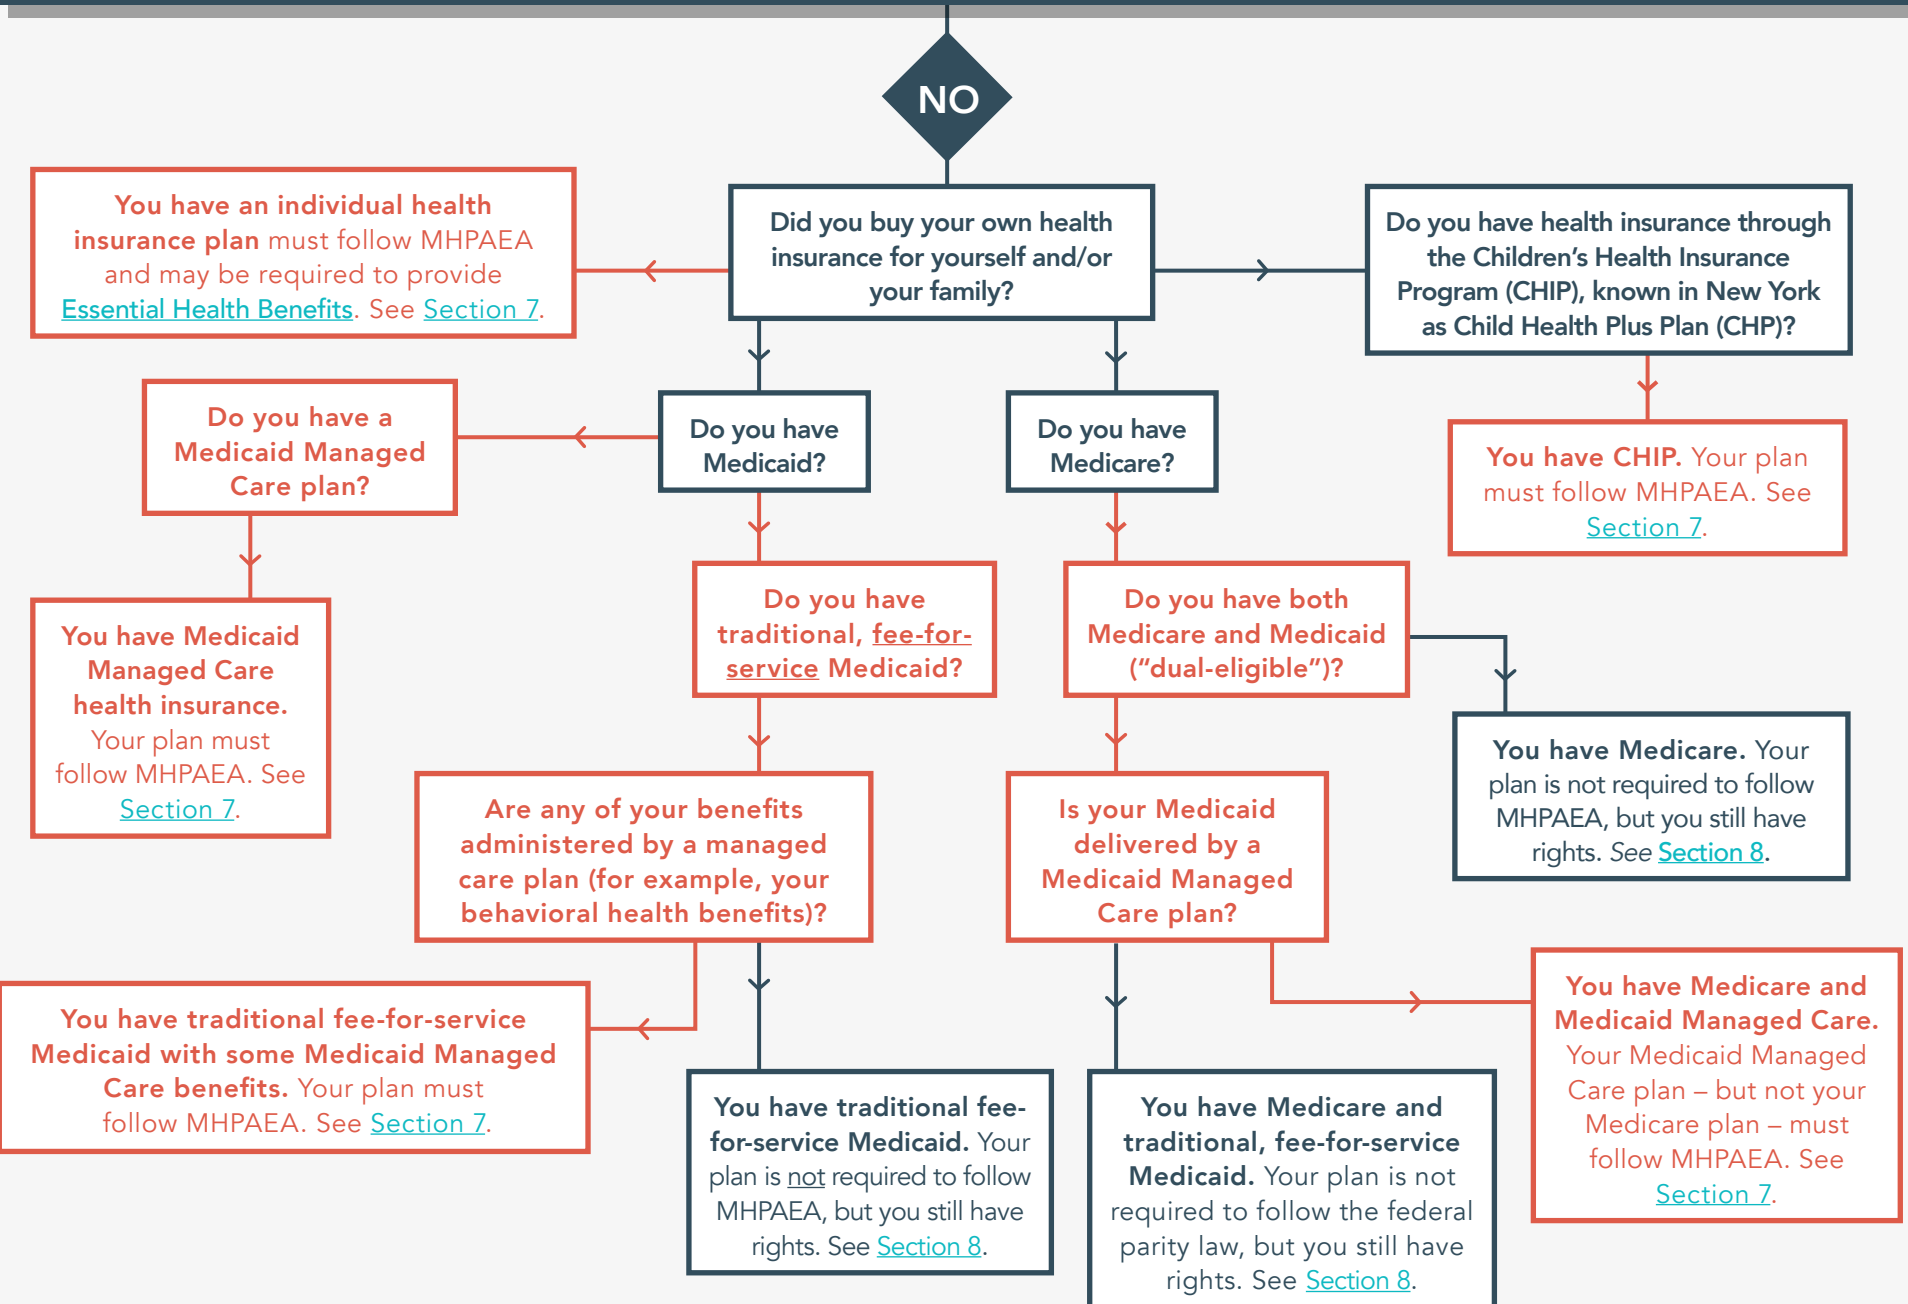 NO
You have an individual health
insurance plan must follow MHPAEA
and may be required to provide
Essential Health Benefits. See Section 7.
Did you buy your own health
insurance for yourself and/or
your family?
Do you have health insurance through
the Children’s Health Insurance
Program (CHIP), known in New York
as Child Health Plus Plan (CHP)?
Do you have a
Medicaid Managed
Care plan?
Do you have
Medicaid?
Do you have
Medicare?
You have CHIP. Your plan
must follow MHPAEA. See
Section 7.
You have Medicaid
Managed Care
health insurance.
Your plan must
follow MHPAEA. See
Section 7.
Do you have
traditional, fee-for-
service Medicaid?
Do you have both
Medicare and Medicaid
(“dual-eligible”)?
You have Medicare. Your
plan is not required to follow
MHPAEA, but you still have
rights. See Section 8.
Are any of your benefits
administered by a managed
care plan (for example, your
behavioral health benefits)?
Is your Medicaid
delivered by a
Medicaid Managed
Care plan?
You have traditional fee-for-service
Medicaid with some Medicaid Managed
Care benefits. Your plan must
follow MHPAEA. See Section 7.
You have traditional fee-
for-service Medicaid. Your
plan is not required to follow
MHPAEA, but you still have
rights. See Section 8.
You have Medicare and
traditional, fee-for-service
Medicaid. Your plan is not
required to follow the federal
parity law, but you still have
rights. See Section 8.
You have Medicare and
Medicaid Managed Care.
Your Medicaid Managed
Care plan – but not your
Medicare plan – must
follow MHPAEA. See
Section 7.